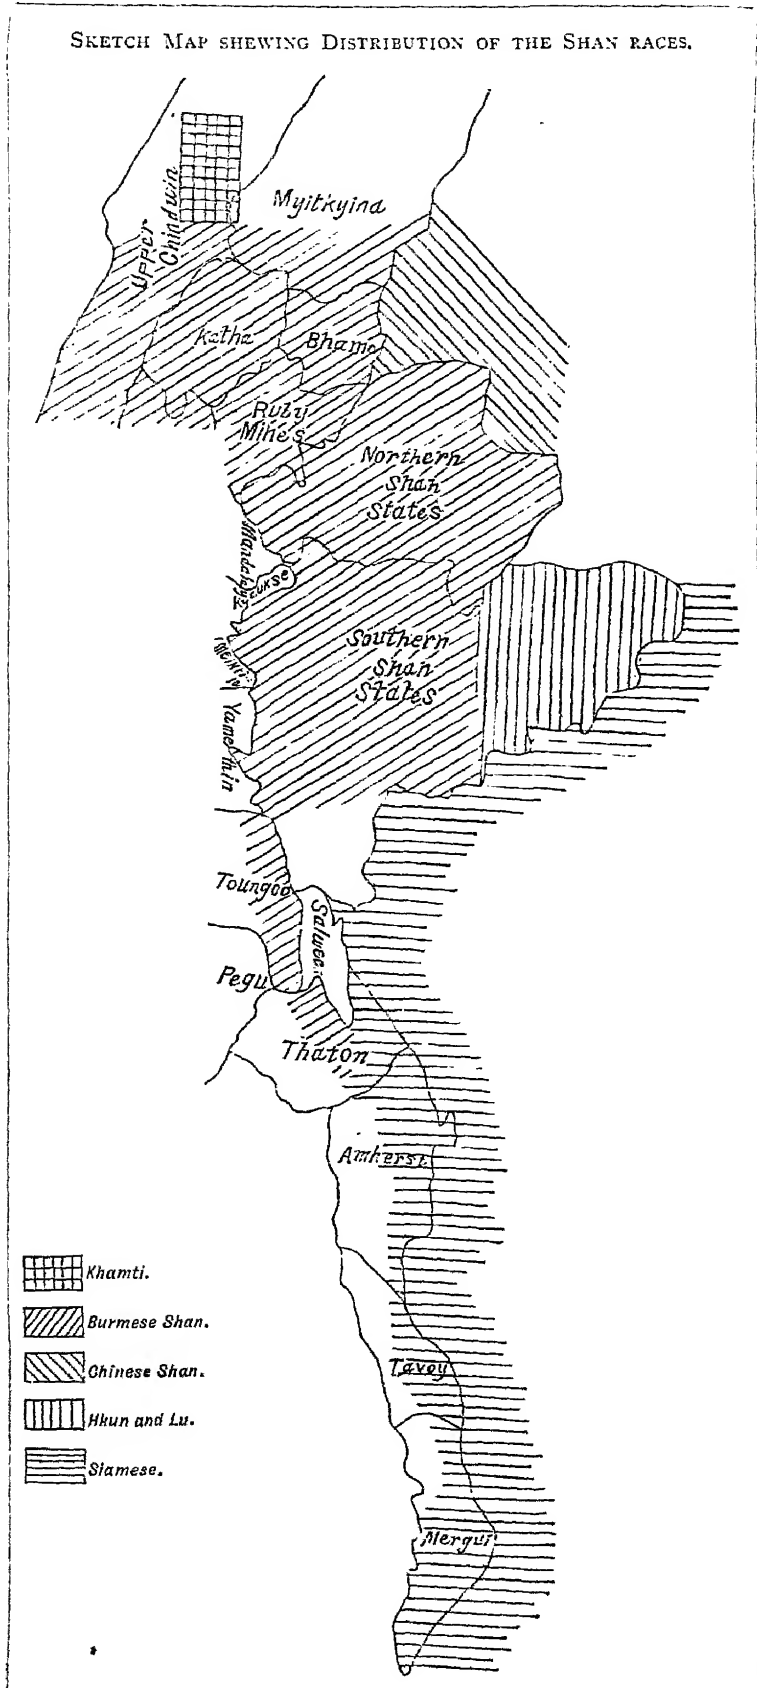 SKETCH MAP SHEWING DISTRIBUTION OF THE SHAN RACES.
Myitkyina
Upper
Chindwin
Katha
Bhamo
Ruby
Mines
Northern
Shan
States
Mandalay
Southern
Shan
States
Yamethin
Toungoo
Salween
Pegu
Thaton
Amherst
Khamti.
Burmese Shan.
Chinese Shan.
Hkun and Lu.
Siamese.
Tavoy
Mergui